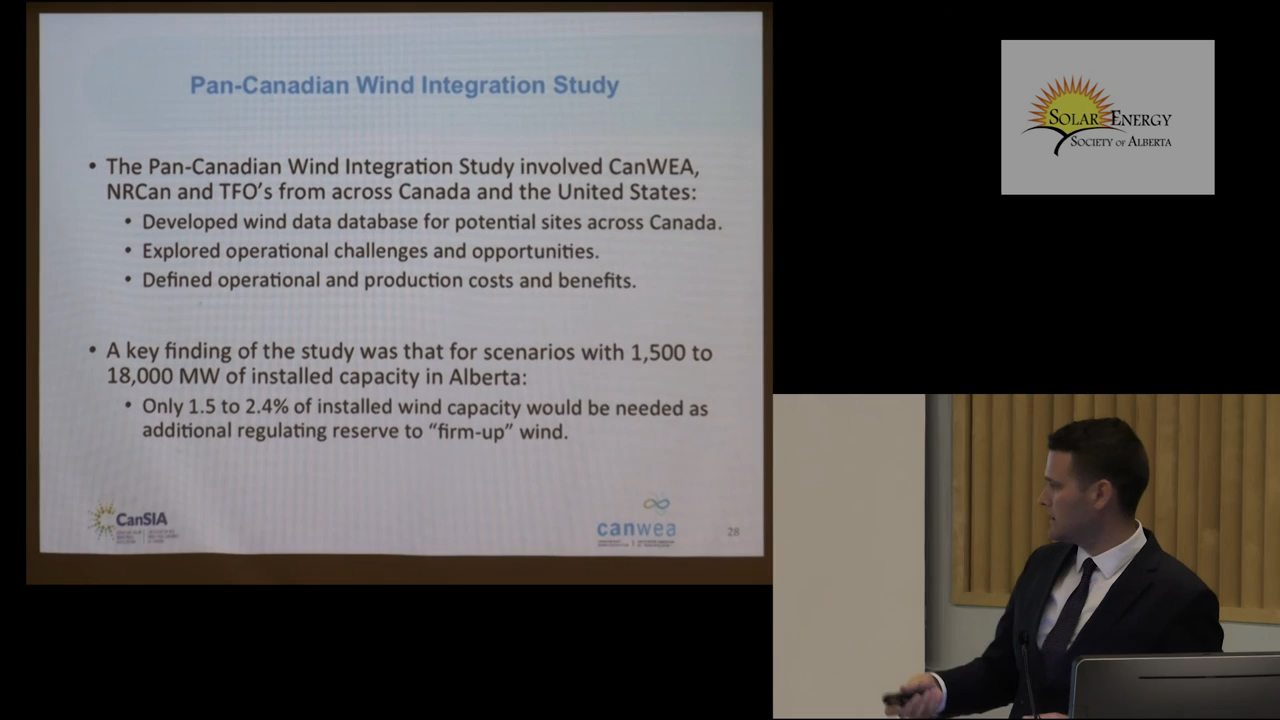 Pan-Canadian Wind Integration Study
• The Pan-Canadian Wind Integration Study involved CanWEA,
NRCan and TFO's from across Canada and the United States:
• Developed wind data database for potential sites across Canada.
• Explored operational challenges and opportunities.
• Defined operational and production costs and benefits.
• A key finding of the study was that for scenarios with 1,500 to
18,000 MW of installed capacity in Alberta:
• Only 1.5 to 2.4% of installed wind capacity would be needed as
additional regulating reserve to “firm-up” wind.
CanSIA
canwea
28
SOLAR ENERGY
SOCIETY OF ALBERTA